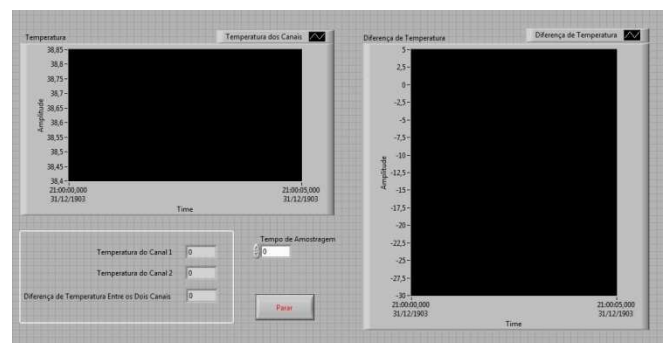 Temperatura
Temperatura dos Canais
38,85
38,8
38,75
38,7
38,65
38,6
38,55
38,5
38,45
38,4
Amplitude
21:00:00,000
31/12/1903
21:00:05,000
31/12/1903
Time
Diferença de Temperatura
Diferença de Temperatura
5
2,5
0
-2,5
-5
-7,5
-10
-12,5
-15
-17,5
-20
-22,5
-25
-27,5
-30
Amplitude
21:00:00,000
31/12/1903
21:00:05,000
31/12/1903
Time
Temperatura do Canal 1
0
Temperatura do Canal 2
0
Diferença de Temperatura Entre os Dois Canais
0
Tempo de Amostragem
0
Parar